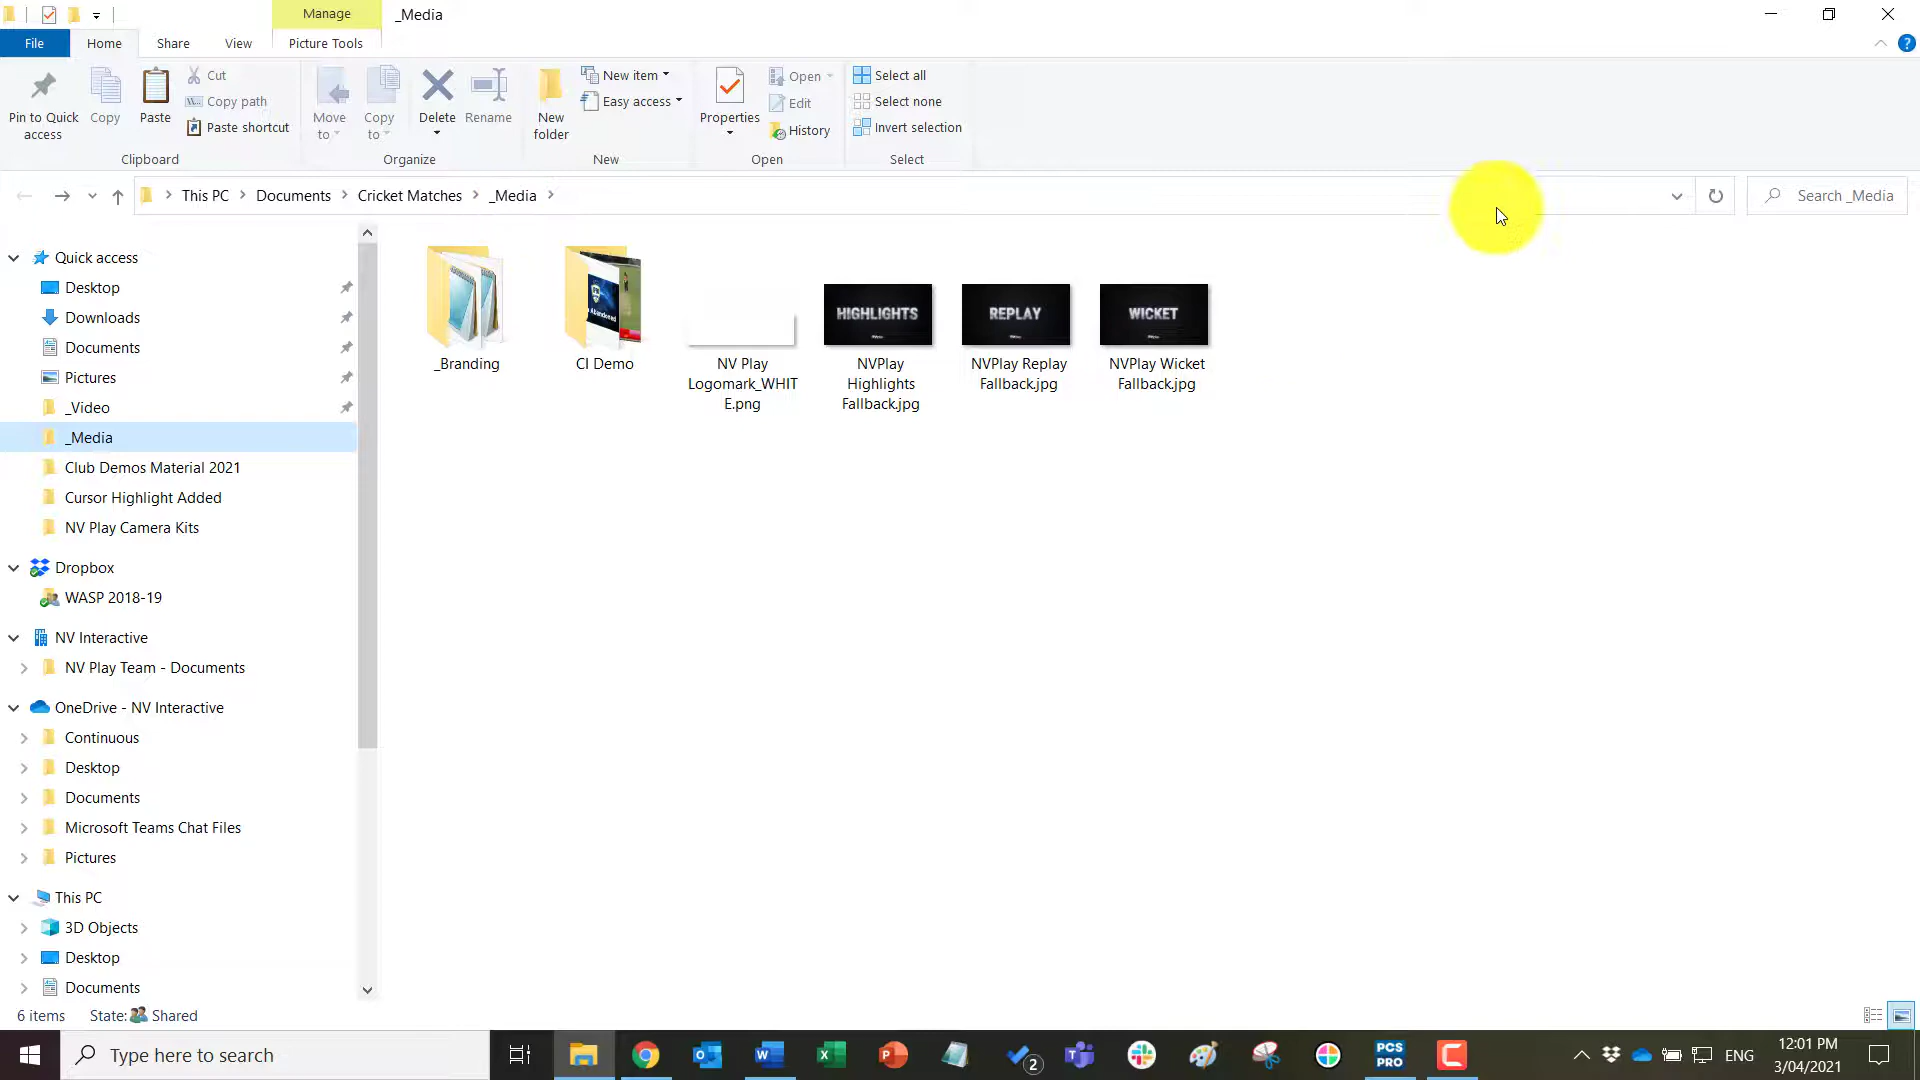 Manage
_Media
File
Home
Share
View
Picture Tools
Pin to Quick
access
Copy
Paste
Cut
Copy path
Paste shortcut
Clipboard
Move
to
Copy
to
Delete
Rename
Organize
New
folder
New item
Easy access
New
Properties
Open
Edit
History
Open
Select all
Select none
Invert selection
Select
This PC
Documents
Cricket Matches
_Media
Search _Media
Quick access
Desktop
Downloads
Documents
Pictures
_Video
_Media
Club Demos Material 2021
Cursor Highlight Added
NV Play Camera Kits
Dropbox
WASP 2018-19
NV Interactive
NV Play Team - Documents
OneDrive - NV Interactive
Continuous
Desktop
Documents
Microsoft Teams Chat Files
Pictures
This PC
3D Objects
Desktop
Documents
Abandoned
HIGHLIGHTS
REPLAY
WICKET
_Branding
CI Demo
NV Play
Logomark_WHIT
E.png
NVPlay
Highlights
Fallback.jpg
NVPlay Replay
Fallback.jpg
NVPlay Wicket
Fallback.jpg
6 items
State:
Shared
Type here to search
2
PCS
PRO
ENG
12:01 PM
3/04/2021